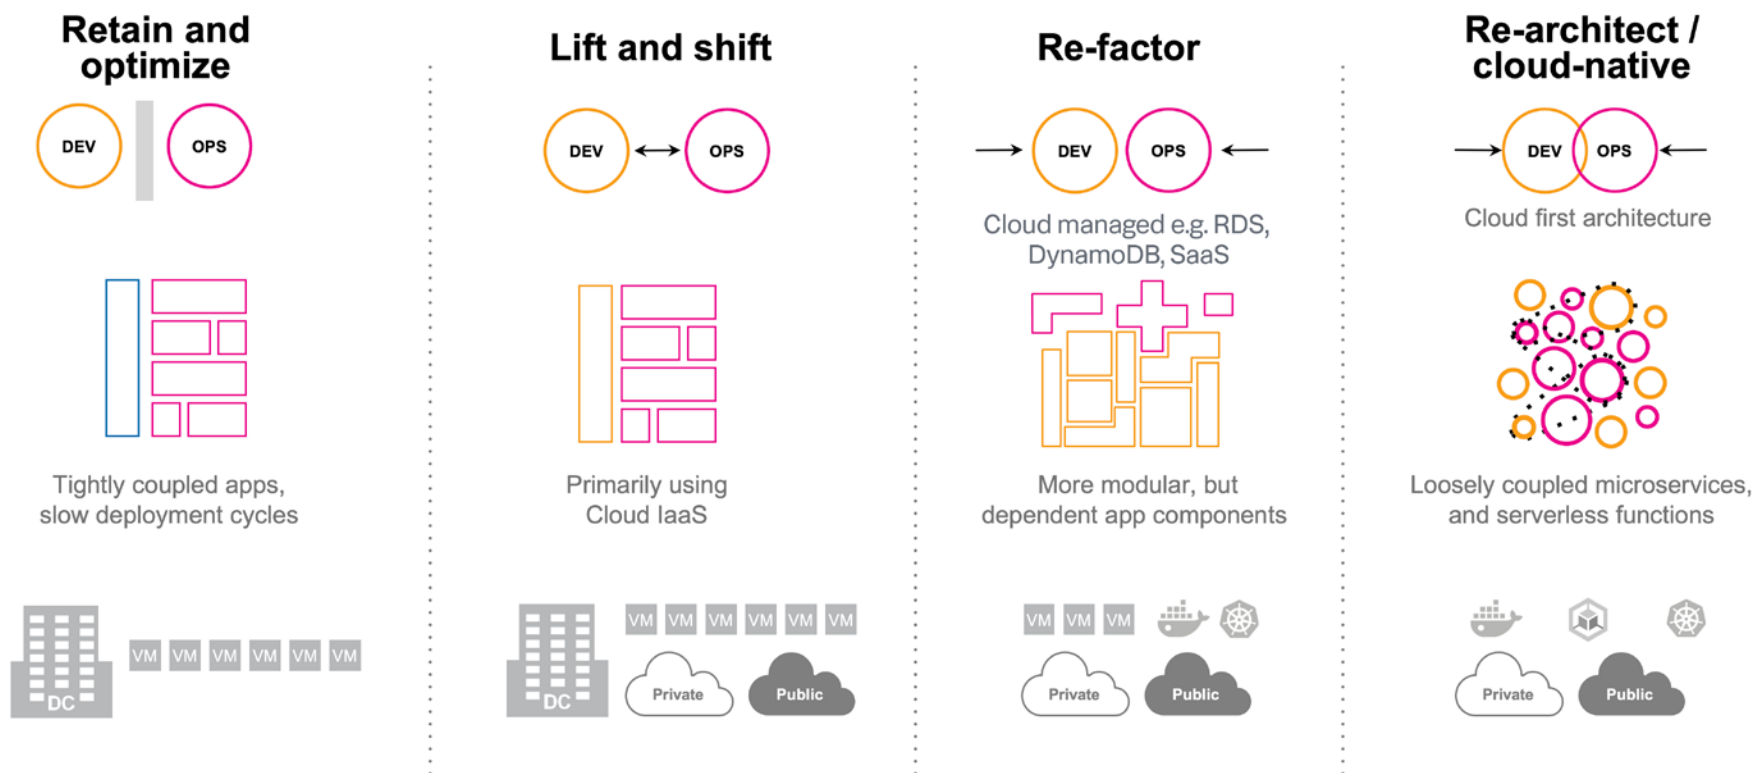 Retain and
optimize
DEV
OPS
Tightly coupled apps,
slow deployment cycles
DC
VM VM VM VM VM VM
Lift and shift
DEV
OPS
Primarily using
Cloud IaaS
DC
VM VM VM VM VM VM
Private
Public
Re-factor
DEV
OPS
Cloud managed e.g. RDS,
DynamoDB, SaaS
More modular, but
dependent app components
VM VM VM
Private
Public
Re-architect /
cloud-native
DEV
OPS
Cloud first architecture
Loosely coupled microservices,
and serverless functions
Private
Public